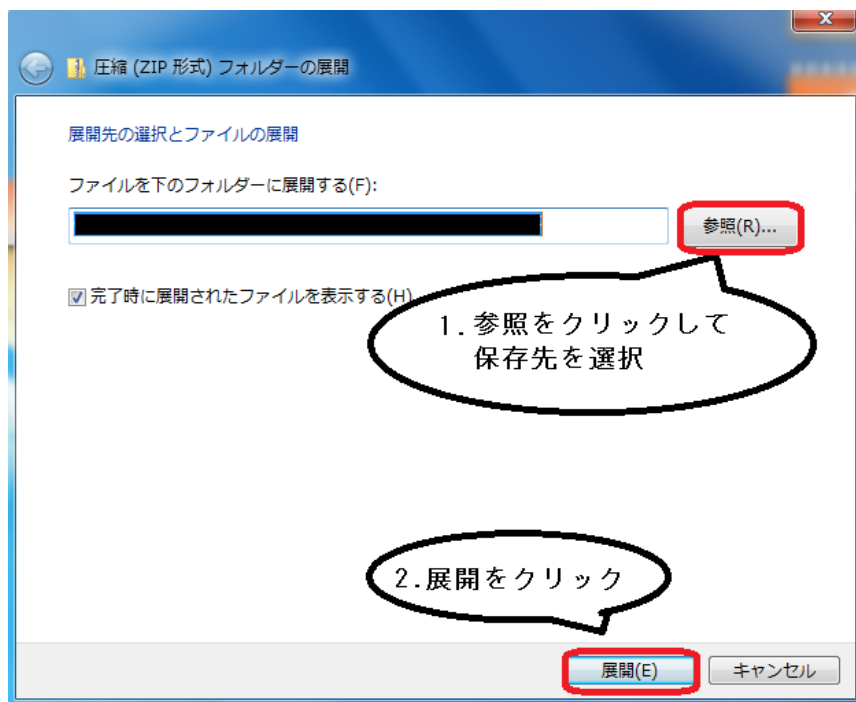 圧縮 (ZIP 形式) フォルダーの展開
展開先の選択とファイルの展開
ファイルを下のフォルダーに展開する(F):
参照(R)...
完了時に展開されたファイルを表示する(H)
1.参照をクリックして
保存先を選択
2.展開をクリック
展開(E)
キャンセル